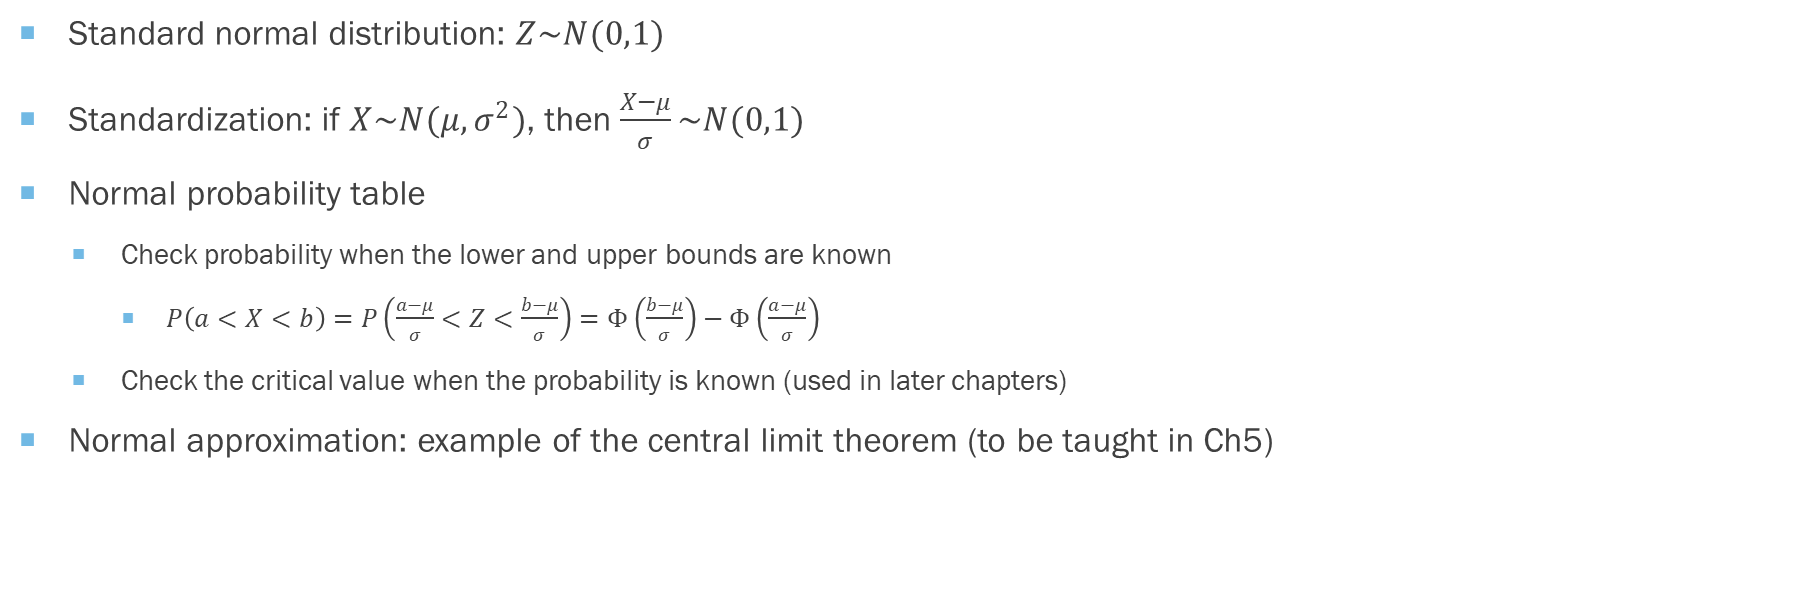 Standard normal distribution: Z~N(0,1)
Standardization: if X~N(μ, σ²), then (X−μ)/σ ~N(0,1)
Normal probability table
Check probability when the lower and upper bounds are known
P(a < X < b) = P((a−μ)/σ < Z < (b−μ)/σ) = Φ((b−μ)/σ) − Φ((a−μ)/σ)
Check the critical value when the probability is known (used in later chapters)
Normal approximation: example of the central limit theorem (to be taught in Ch5)